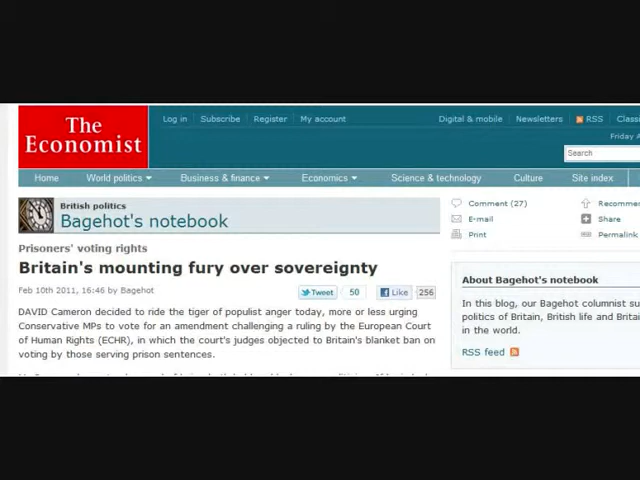 The
Economist
Log in Subscribe Register My account
Digital & mobile Newsletters RSS
Friday
Search
Home World politics Business & finance Economics Science & technology Culture Site index
British politics
Bagehot's notebook
Comment (27)
E-mail Share
Print Permalink
Prisoners' voting rights
Britain's mounting fury over sovereignty
Feb 10th 2011, 16:46 by Bagehot
Tweet 50 Like 256
DAVID Cameron decided to ride the tiger of populist anger today, more or less urging
Conservative MPs to vote for an amendment challenging a ruling by the European Court
of Human Rights (ECHR), in which the court's judges objected to Britain's blanket ban on
voting by those serving prison sentences.
About Bagehot's notebook
In this blog, our Bagehot columnist
politics of Britain, British life and
in the world.
RSS feed